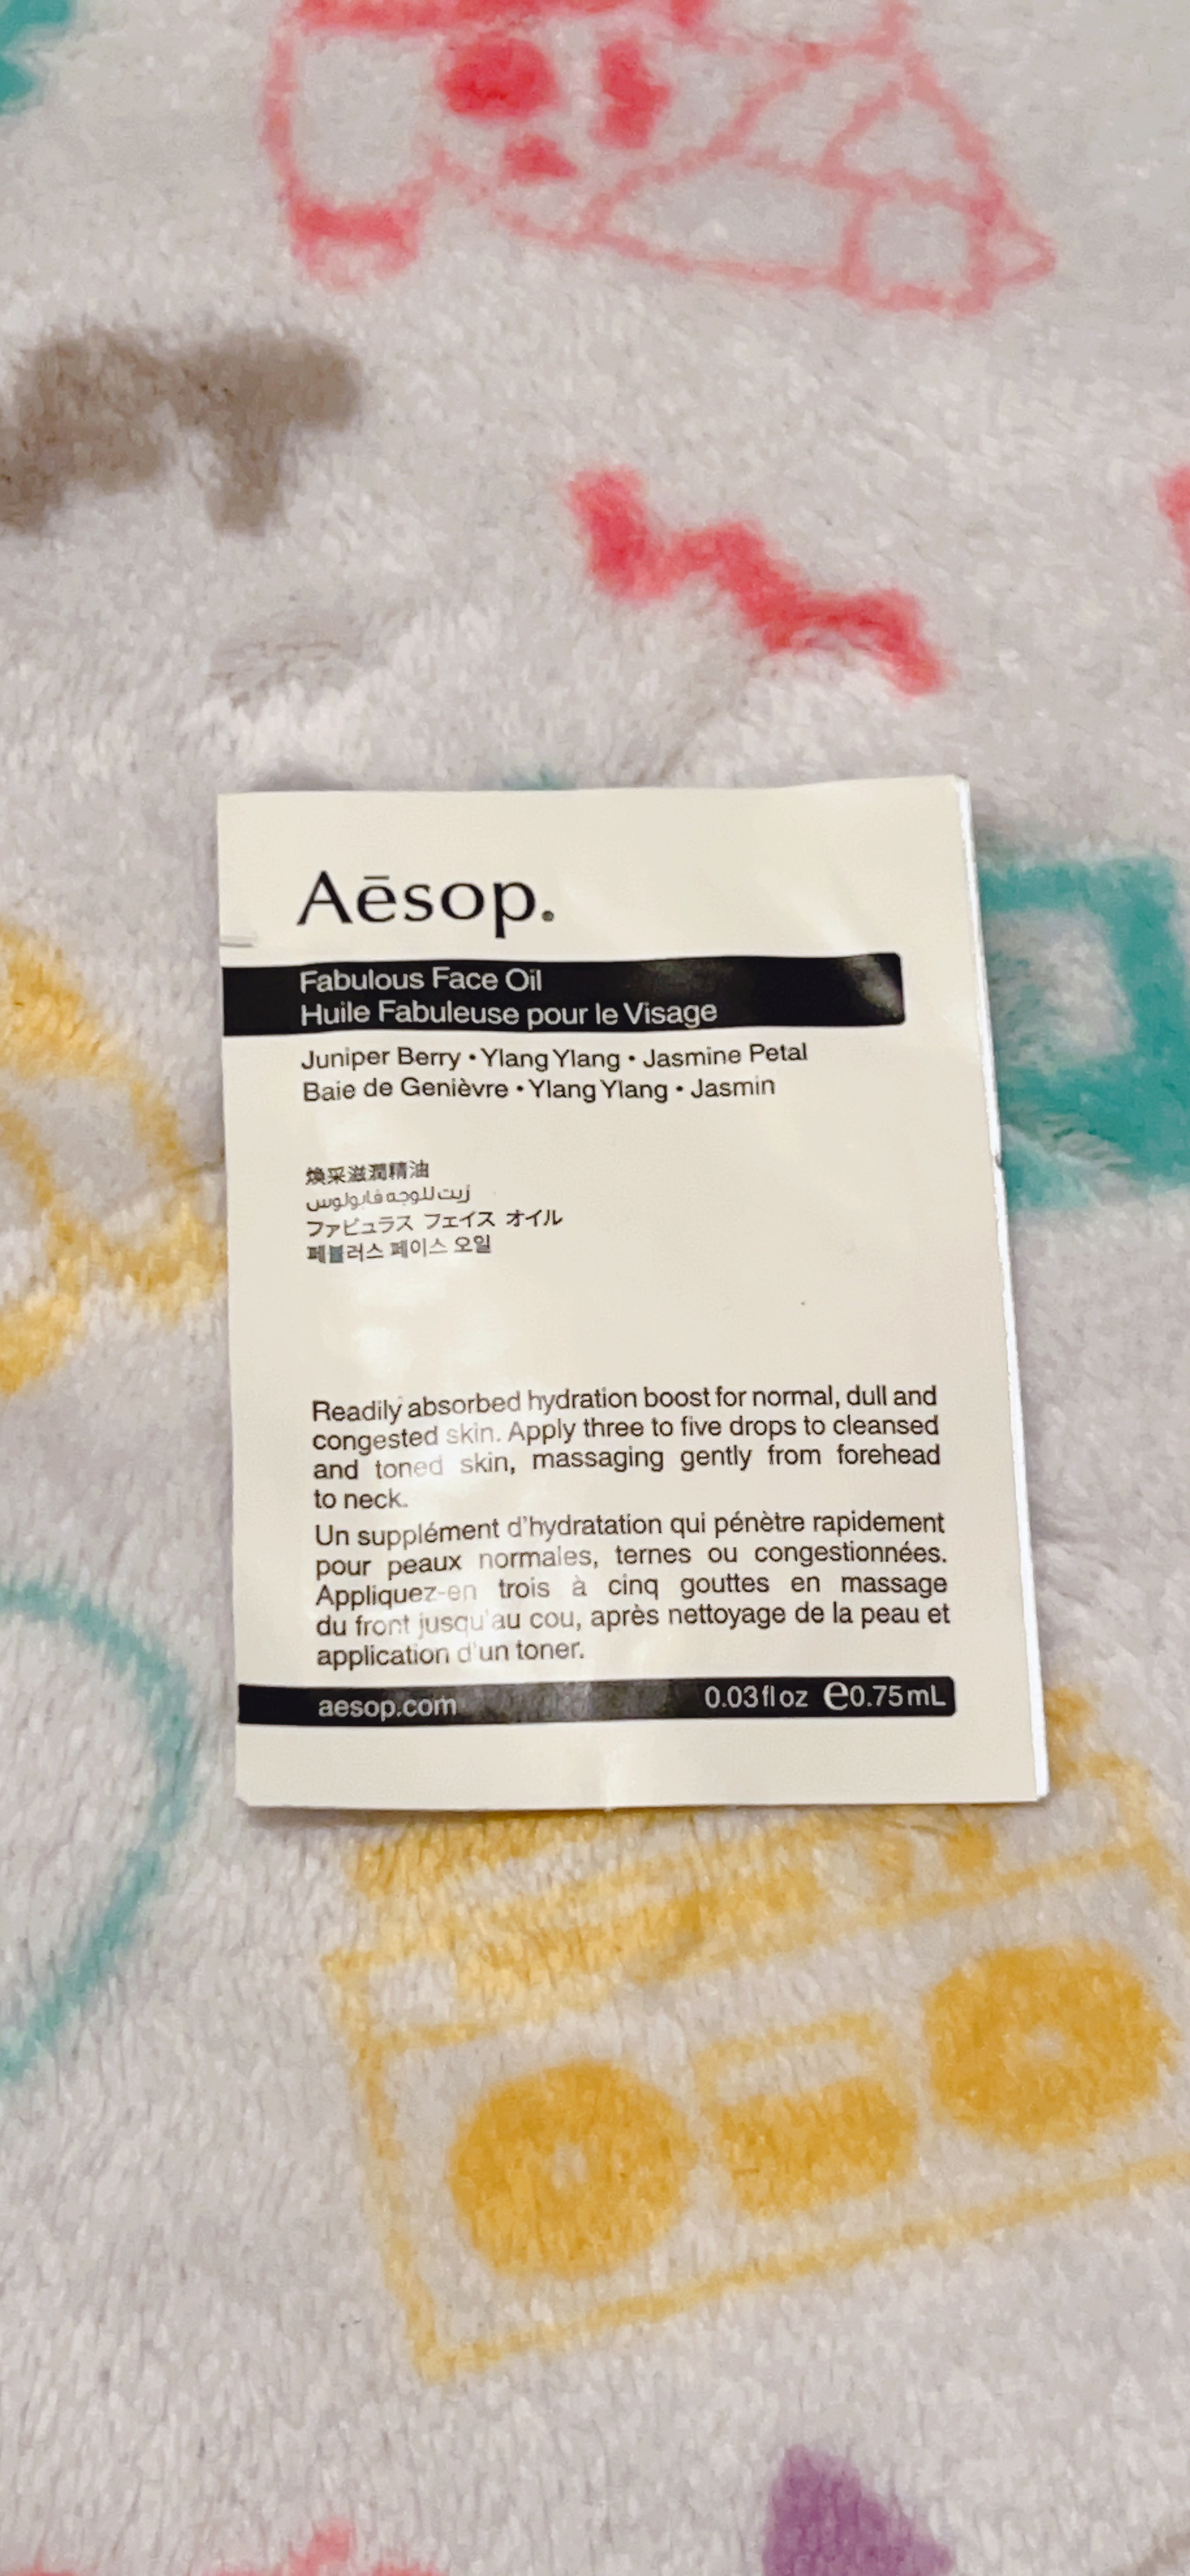 Aēsop.
Fabulous Face Oil
Huile Fabuleuse pour le Visage
Juniper Berry • Ylang Ylang • Jasmine Petal
Baie de Genièvre • Ylang Ylang • Jasmin
煥采滋潤精油
زيت للوجه فابولوس
ファビュラス フェイス オイル
페뷸러스 페이스 오일
Readily absorbed hydration boost for normal, dull and
congested skin. Apply three to five drops to cleansed
and toned skin, massaging gently from forehead
to neck.
Un supplément d'hydratation qui pénètre rapidement
pour peaux normales, ternes ou congestionnées.
Appliquez-en trois à cinq gouttes en massage
du front jusqu'au cou, après nettoyage de la peau et
application d'un toner.
aesop.com 0.03 fl oz ℮0.75 mL